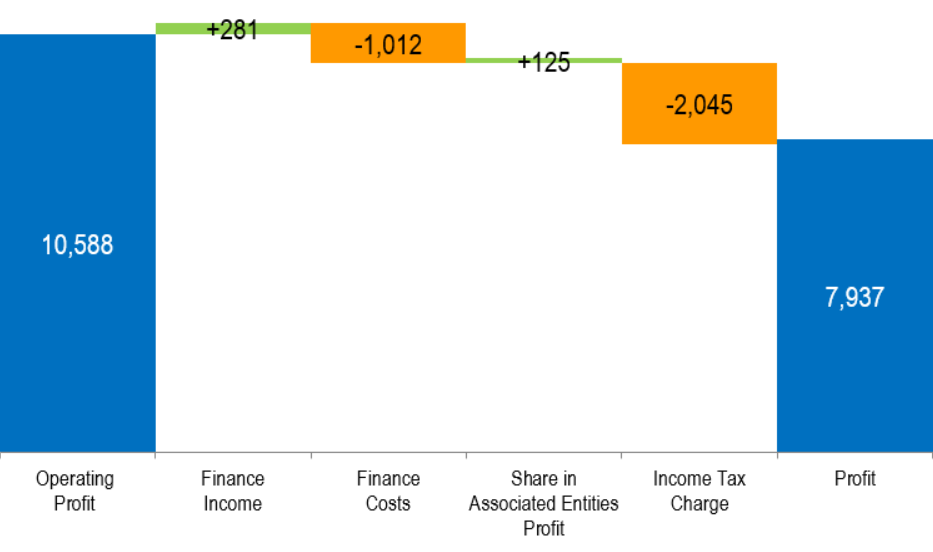 +281
-1,012
+125
-2,045
10,588
7,937
Operating
Profit
Finance
Income
Finance
Costs
Share in
Associated Entities
Profit
Income Tax
Charge
Profit